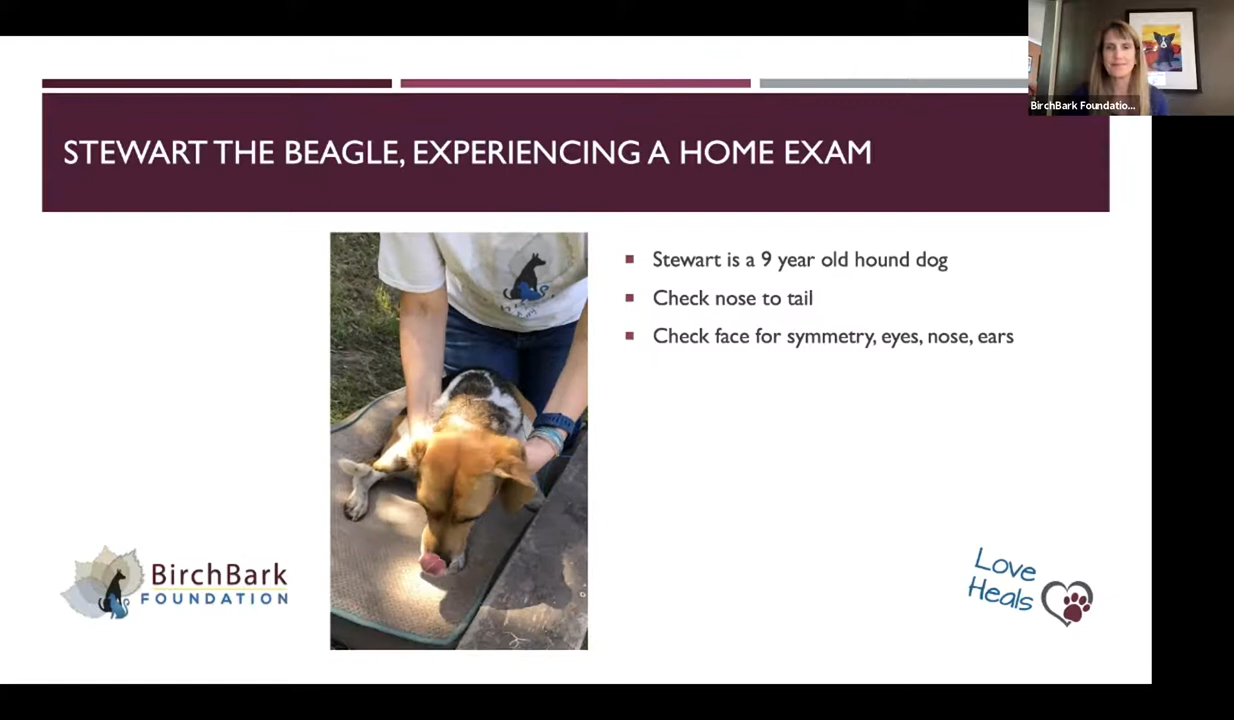 BirchBark Foundatio...
STEWART THE BEAGLE, EXPERIENCING A HOME EXAM
Stewart is a 9 year old hound dog
Check nose to tail
Check face for symmetry, eyes, nose, ears
BirchBark
FOUNDATION
Love
Heals